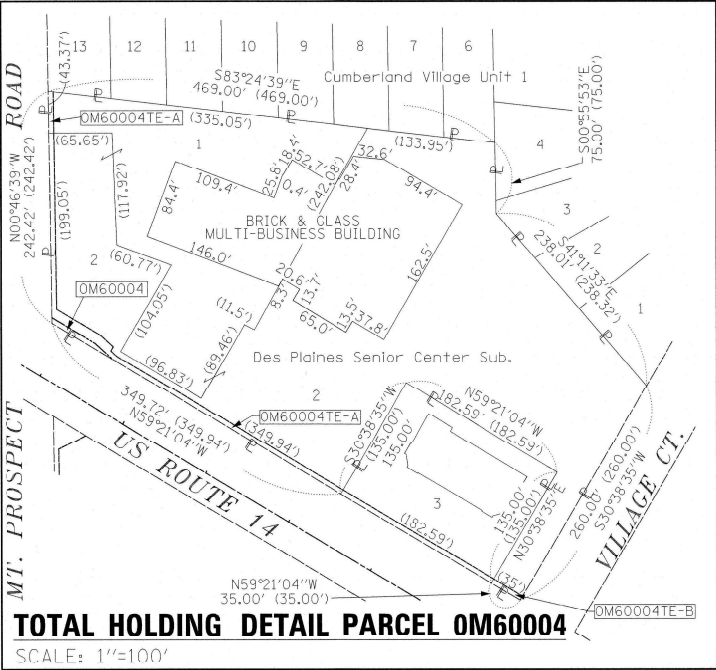 13 12 11 10 9 8 7 6
(43.37')
S83°24'39"E
469.00' (469.00')
Cumberland Village Unit 1
S00°55'53"E
75.00' (75.00')
0M60004TE-A
(335.05')
(133.95')
4
(65.65')
1
32.6'
ROAD
N00°46'39"W
242.42' (242.42')
(199.05')
(117.92')
18.4'
52.7'
25.8'
0.4'
(242.08')
28.4'
94.4'
109.4'
84.4'
BRICK & GLASS
MULTI-BUSINESS BUILDING
3
2
1
S41°11'33"E
238.01' (238.32')
146.0'
162.5'
2
(60.77')
20.6'
13.7'
8.3'
65.0'
13.5'
37.8'
0M60004
(11.5')
(104.05')
(89.46')
(96.83')
Des Plaines Senior Center Sub.
2
349.72' (349.94')
N59°21'04"W
0M60004TE-A
(349.94')
S30°38'35"W
(135.00')
135.00'
N59°21'04"W
182.59' (182.59')
MT. PROSPECT
US ROUTE 14
3
(182.59')
135.00'
(135.00')
N30°38'35"E
260.00' (260.00')
S30°38'35"W
VILLAGE CT.
N59°21'04"W
35.00' (35.00')
(35')
0M60004TE-B
TOTAL HOLDING DETAIL PARCEL 0M60004
SCALE: 1"=100'